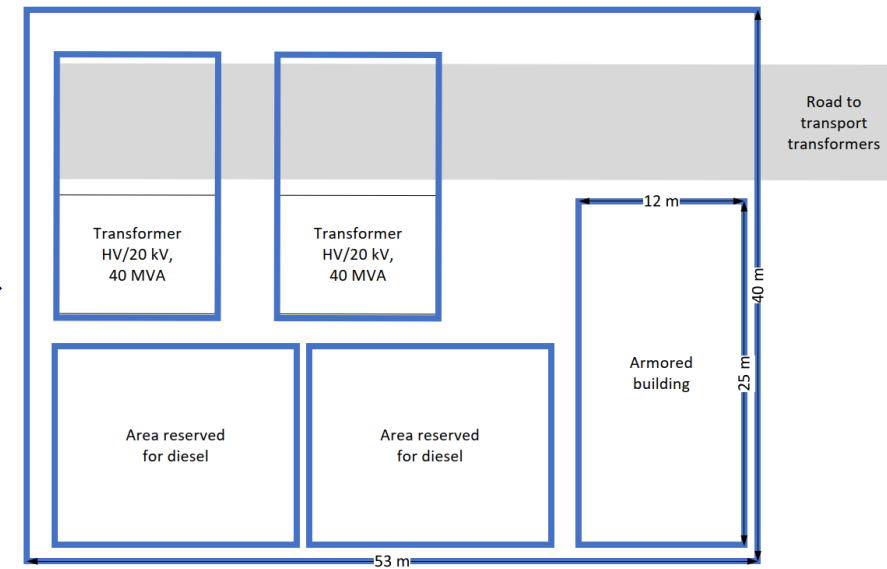 Road to
transport
transformers
12 m
Transformer
HV/20 kV,
40 MVA
Transformer
HV/20 kV,
40 MVA
40 m
Armored
building
25 m
Area reserved
for diesel
Area reserved
for diesel
53 m